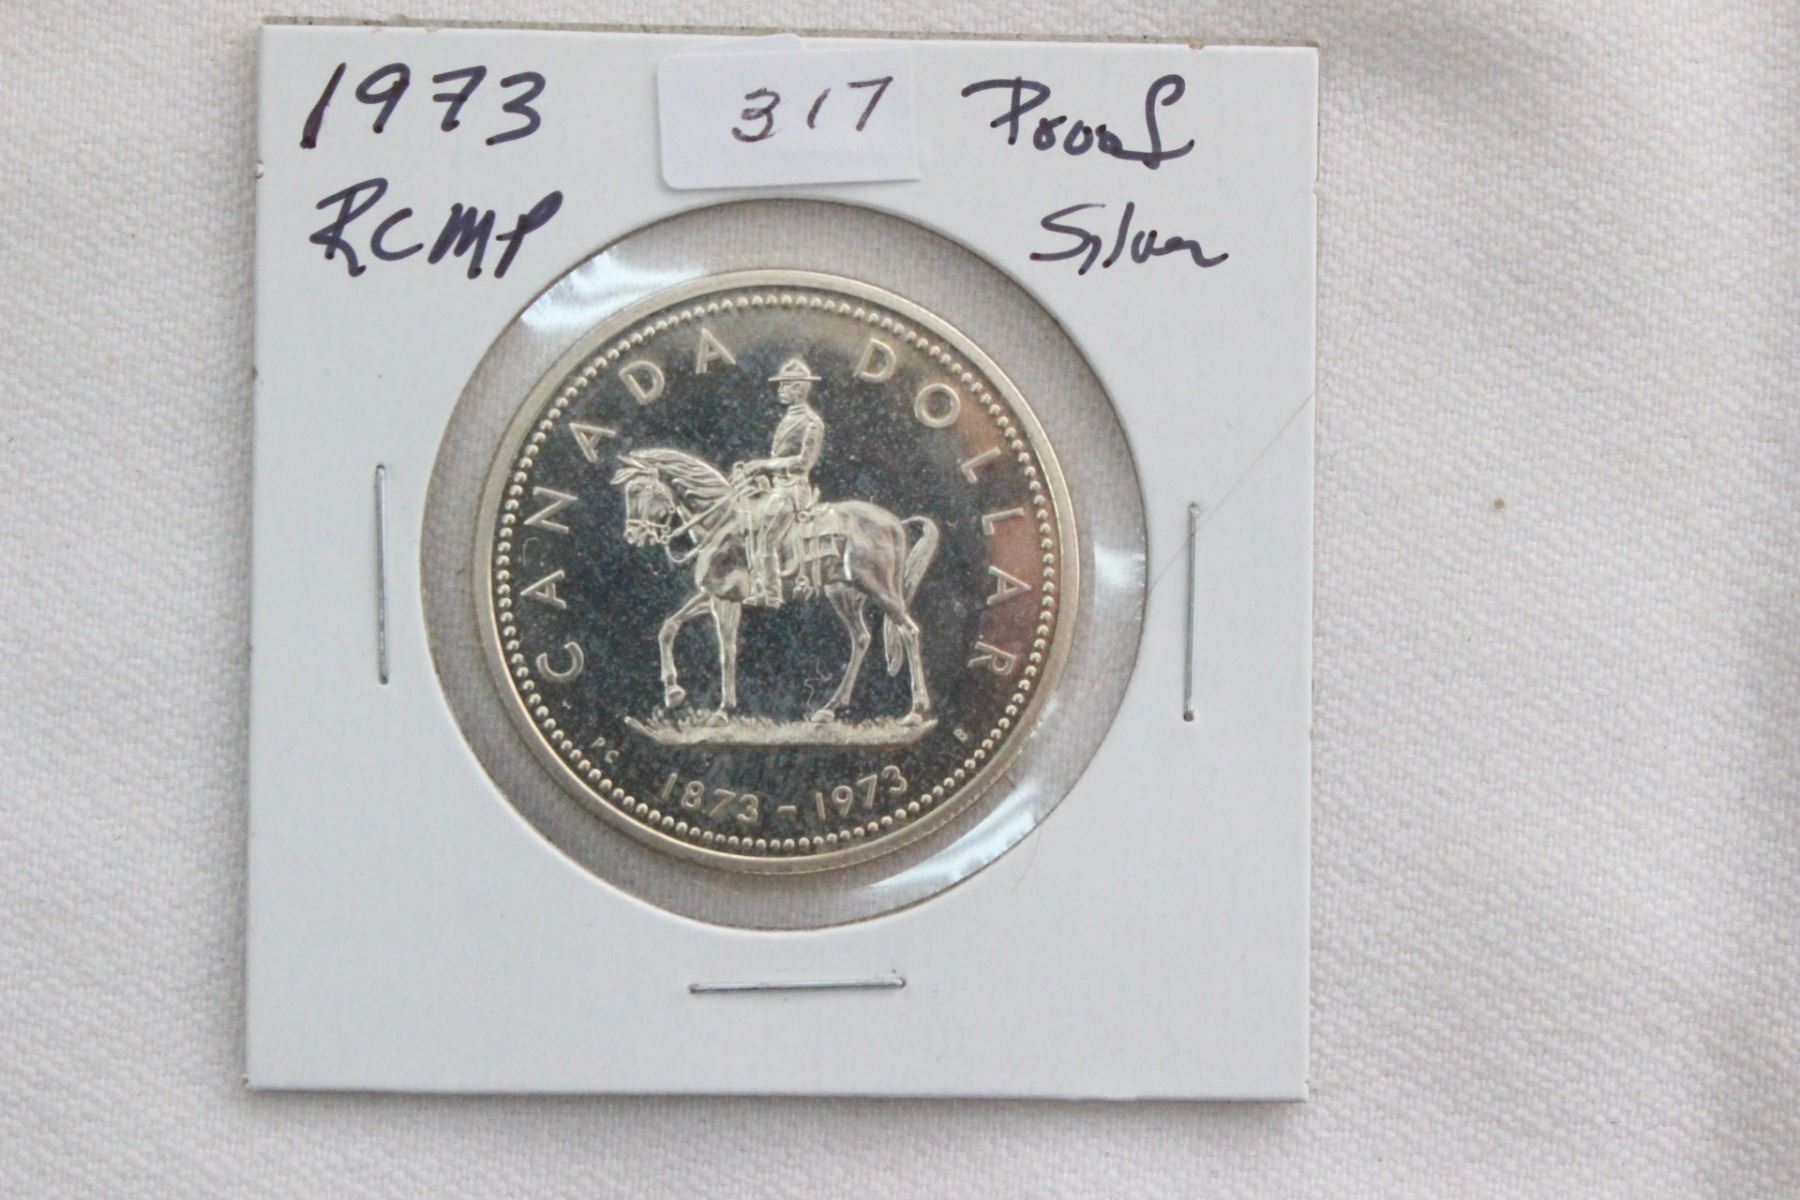 1973
RCMP
317
Proof
Silver
CANADA DOLLAR
PC
B
1873-1973